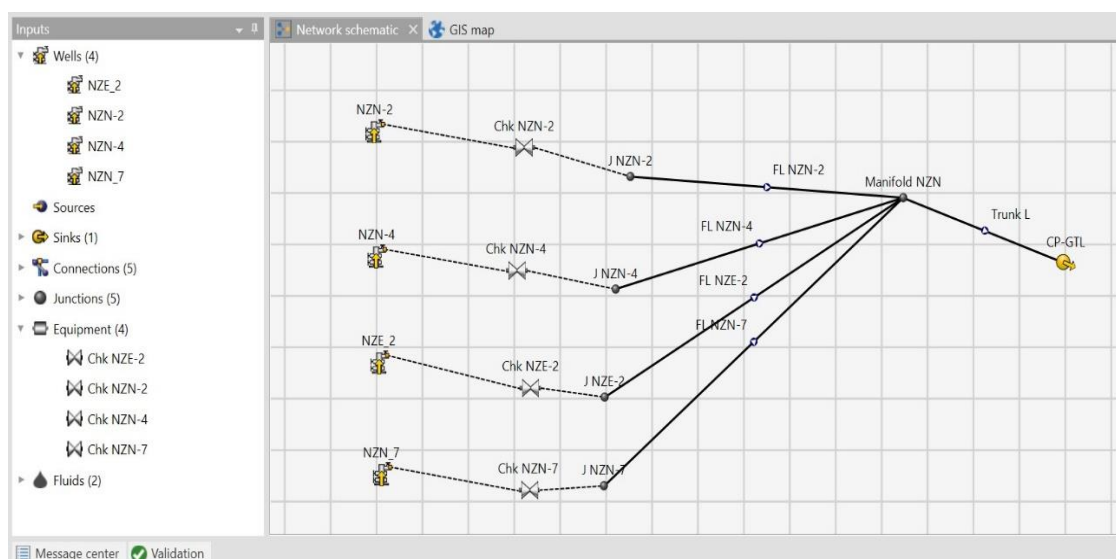 Inputs
Wells (4)
NZE_2
NZN-2
NZN-4
NZN_7
Sources
Sinks (1)
Connections (5)
Junctions (5)
Equipment (4)
Chk NZE-2
Chk NZN-2
Chk NZN-4
Chk NZN-7
Fluids (2)
Network schematic
GIS map
NZN-2
Chk NZN-2
J NZN-2
FL NZN-2
Manifold NZN
Trunk L
CP-GTL
NZN-4
Chk NZN-4
J NZN-4
FL NZN-4
FL NZE-2
FL NZN-7
NZE_2
Chk NZE-2
J NZE-2
NZN_7
Chk NZN-7
J NZN-7
Message center
Validation